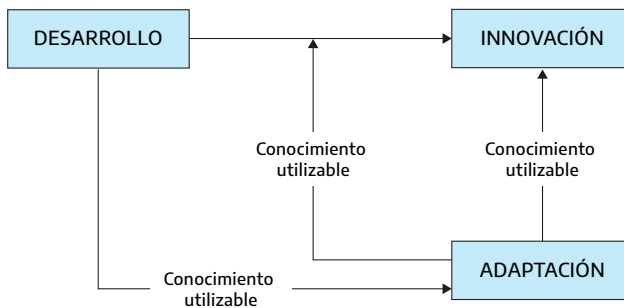 DESARROLLO
INNOVACIÓN
Conocimiento
utilizable
Conocimiento
utilizable
ADAPTACIÓN
Conocimiento
utilizable